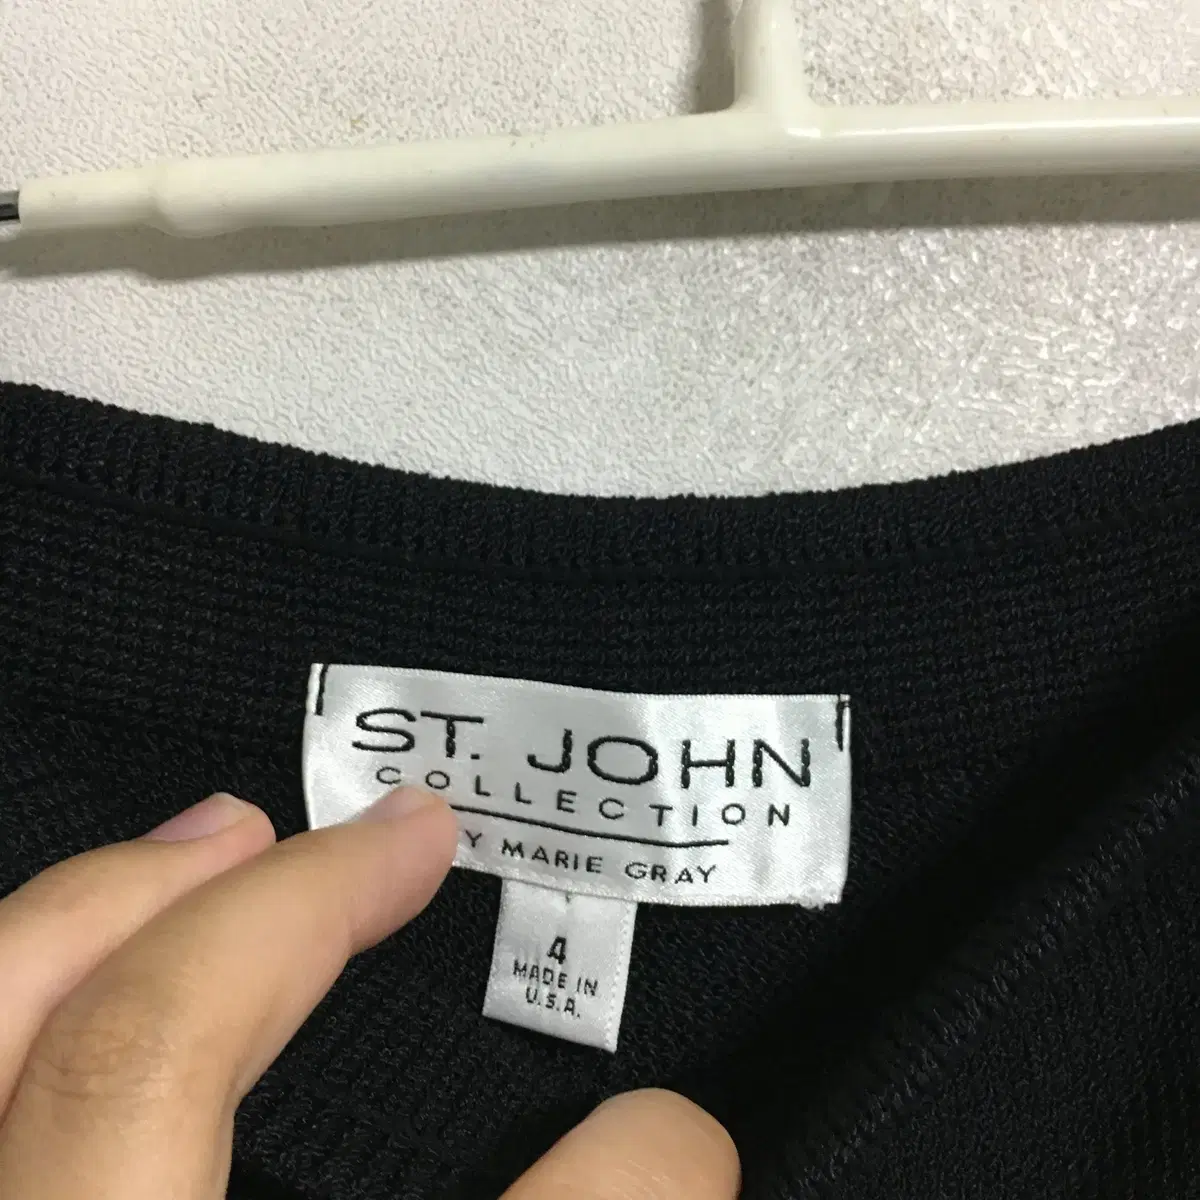 ST. JOHN
COLLECTION
Y MARIE GRAY
4
MADE IN
U.S.A.